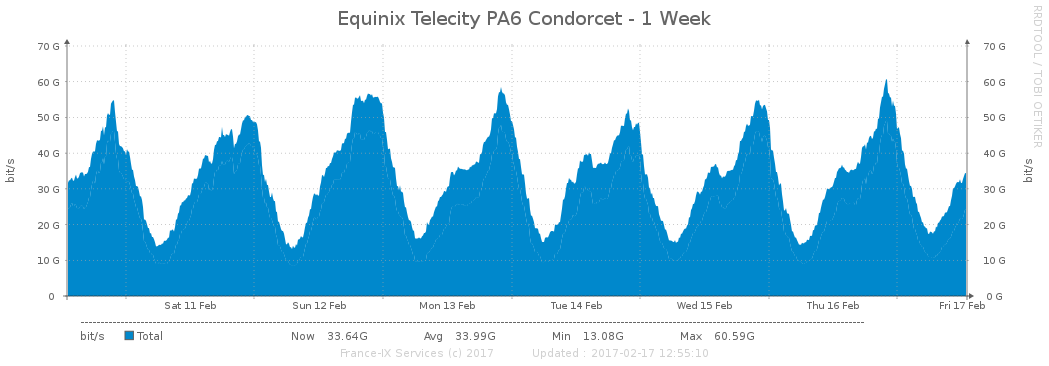 Equinix Telecity PA6 Condorcet - 1 Week
RRDTOOL / TOBI OETIKER
bit/s
bit/s
70 G 70 G
60 G 60 G
50 G 50 G
40 G 40 G
30 G 30 G
20 G 20 G
10 G 10 G
0 0 G
Sat 11 Feb Sun 12 Feb Mon 13 Feb Tue 14 Feb Wed 15 Feb Thu 16 Feb Fri 17 Feb
bit/s Total Now 33.64G Avg 33.99G Min 13.08G Max 60.59G
France-IX Services (c) 2017 Updated : 2017-02-17 12:55:10